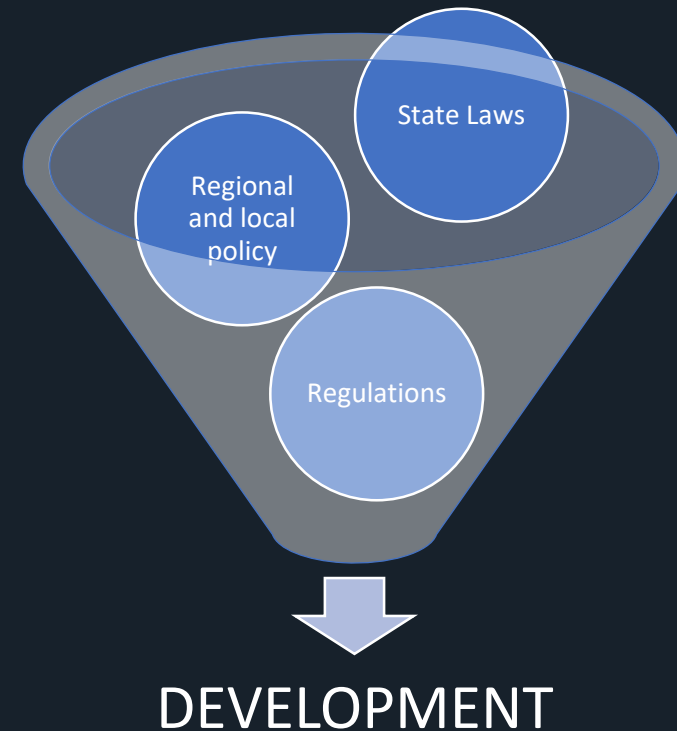 State Laws
Regional
and local
policy
Regulations
DEVELOPMENT